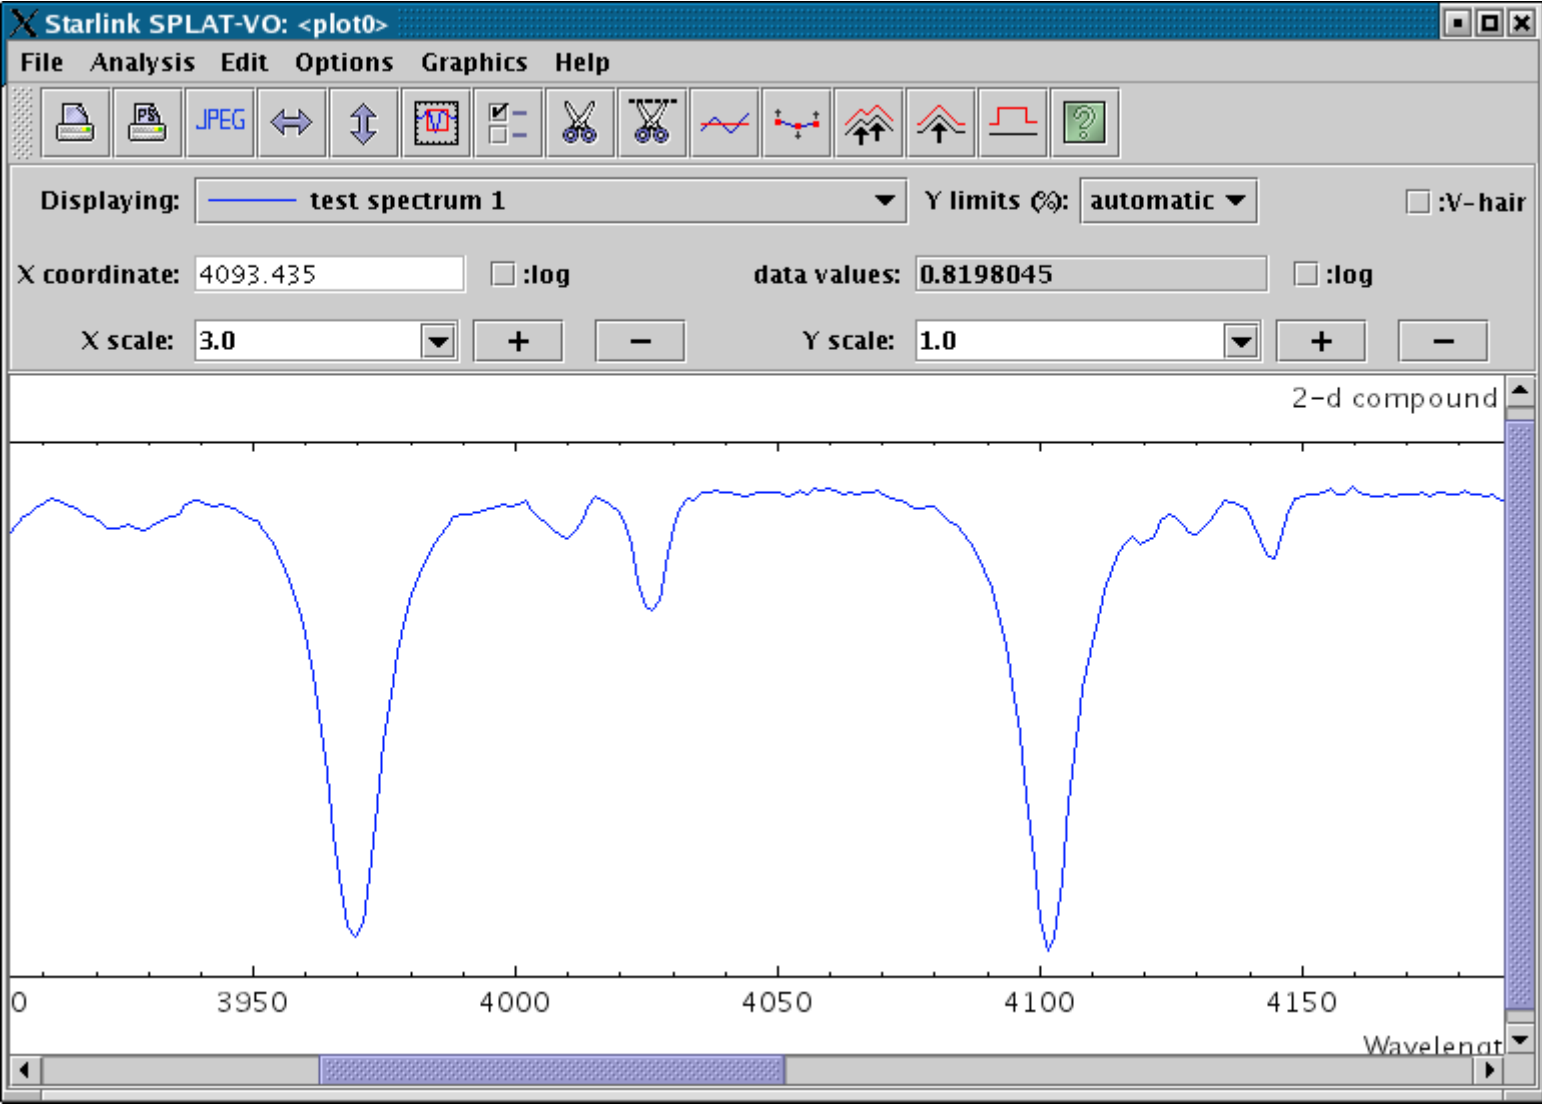 Starlink SPLAT-VO: <plot0>
File Analysis Edit Options Graphics Help
PS JPEG ?
Displaying: test spectrum 1 Y limits (%): automatic :V-hair
X coordinate: 4093.435 :log data values: 0.8198045 :log
X scale: 3.0 + − Y scale: 1.0 + −
2-d compound
0 3950 4000 4050 4100 4150
Wavelengt